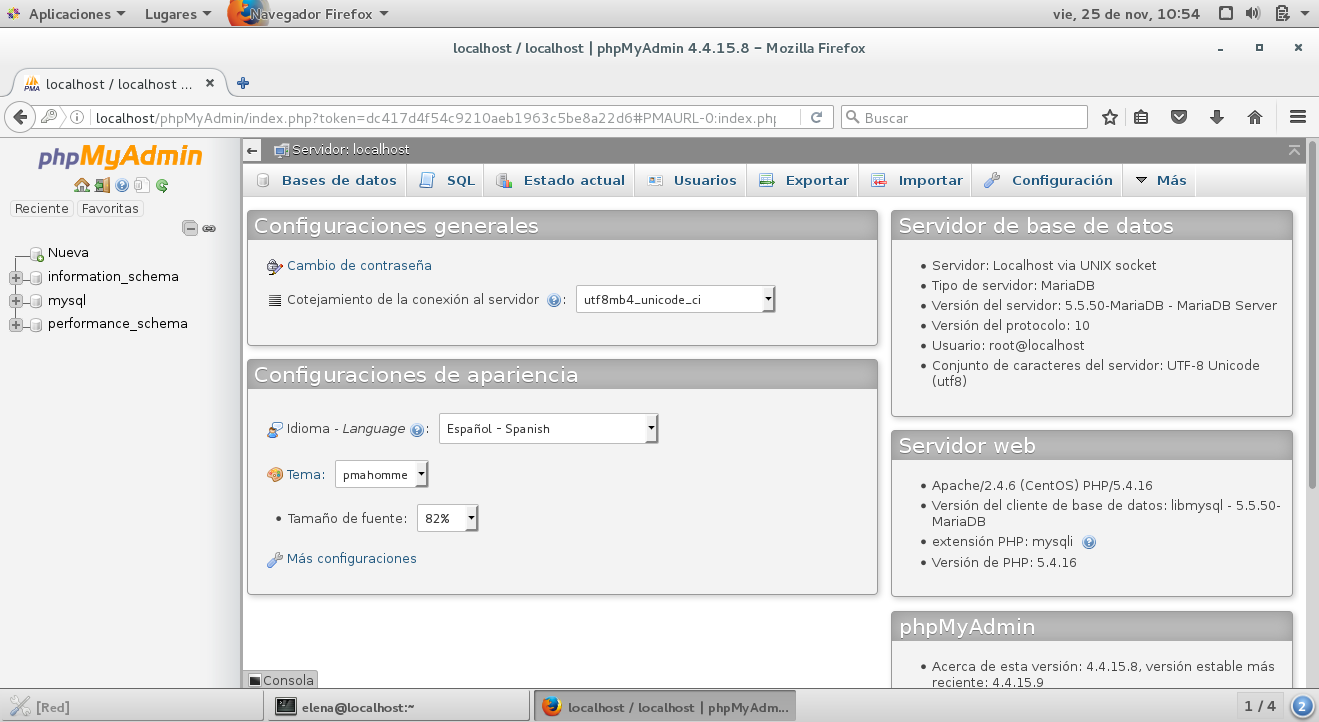 Aplicaciones Lugares Navegador Firefox vie, 25 de nov, 10:54
localhost / localhost | phpMyAdmin 4.4.15.8 – Mozilla Firefox
PMA localhost / localhost ...
localhost/phpMyAdmin/index.php?token=dc417d4f54c9210aeb1963c5be8a22d6#PMAURL-0:index.php Buscar
phpMyAdmin
Reciente Favoritas
Nueva
information_schema
mysql
performance_schema
Servidor: localhost
Bases de datos SQL Estado actual Usuarios Exportar Importar Configuración Más
Configuraciones generales
Cambio de contraseña
Cotejamiento de la conexión al servidor : utf8mb4_unicode_ci
Configuraciones de apariencia
Idioma - Language : Español - Spanish
Tema: pmahomme
• Tamaño de fuente: 82%
Más configuraciones
Servidor de base de datos
• Servidor: Localhost via UNIX socket
• Tipo de servidor: MariaDB
• Versión del servidor: 5.5.50-MariaDB - MariaDB Server
• Versión del protocolo: 10
• Usuario: root@localhost
• Conjunto de caracteres del servidor: UTF-8 Unicode
(utf8)
Servidor web
• Apache/2.4.6 (CentOS) PHP/5.4.16
• Versión del cliente de base de datos: libmysql - 5.5.50-
MariaDB
• extensión PHP: mysqli
• Versión de PHP: 5.4.16
phpMyAdmin
• Acerca de esta versión: 4.4.15.8, versión estable más
reciente: 4.4.15.9
Consola
[Red] elena@localhost:~ localhost / localhost | phpMyAdm... 1 / 4 2